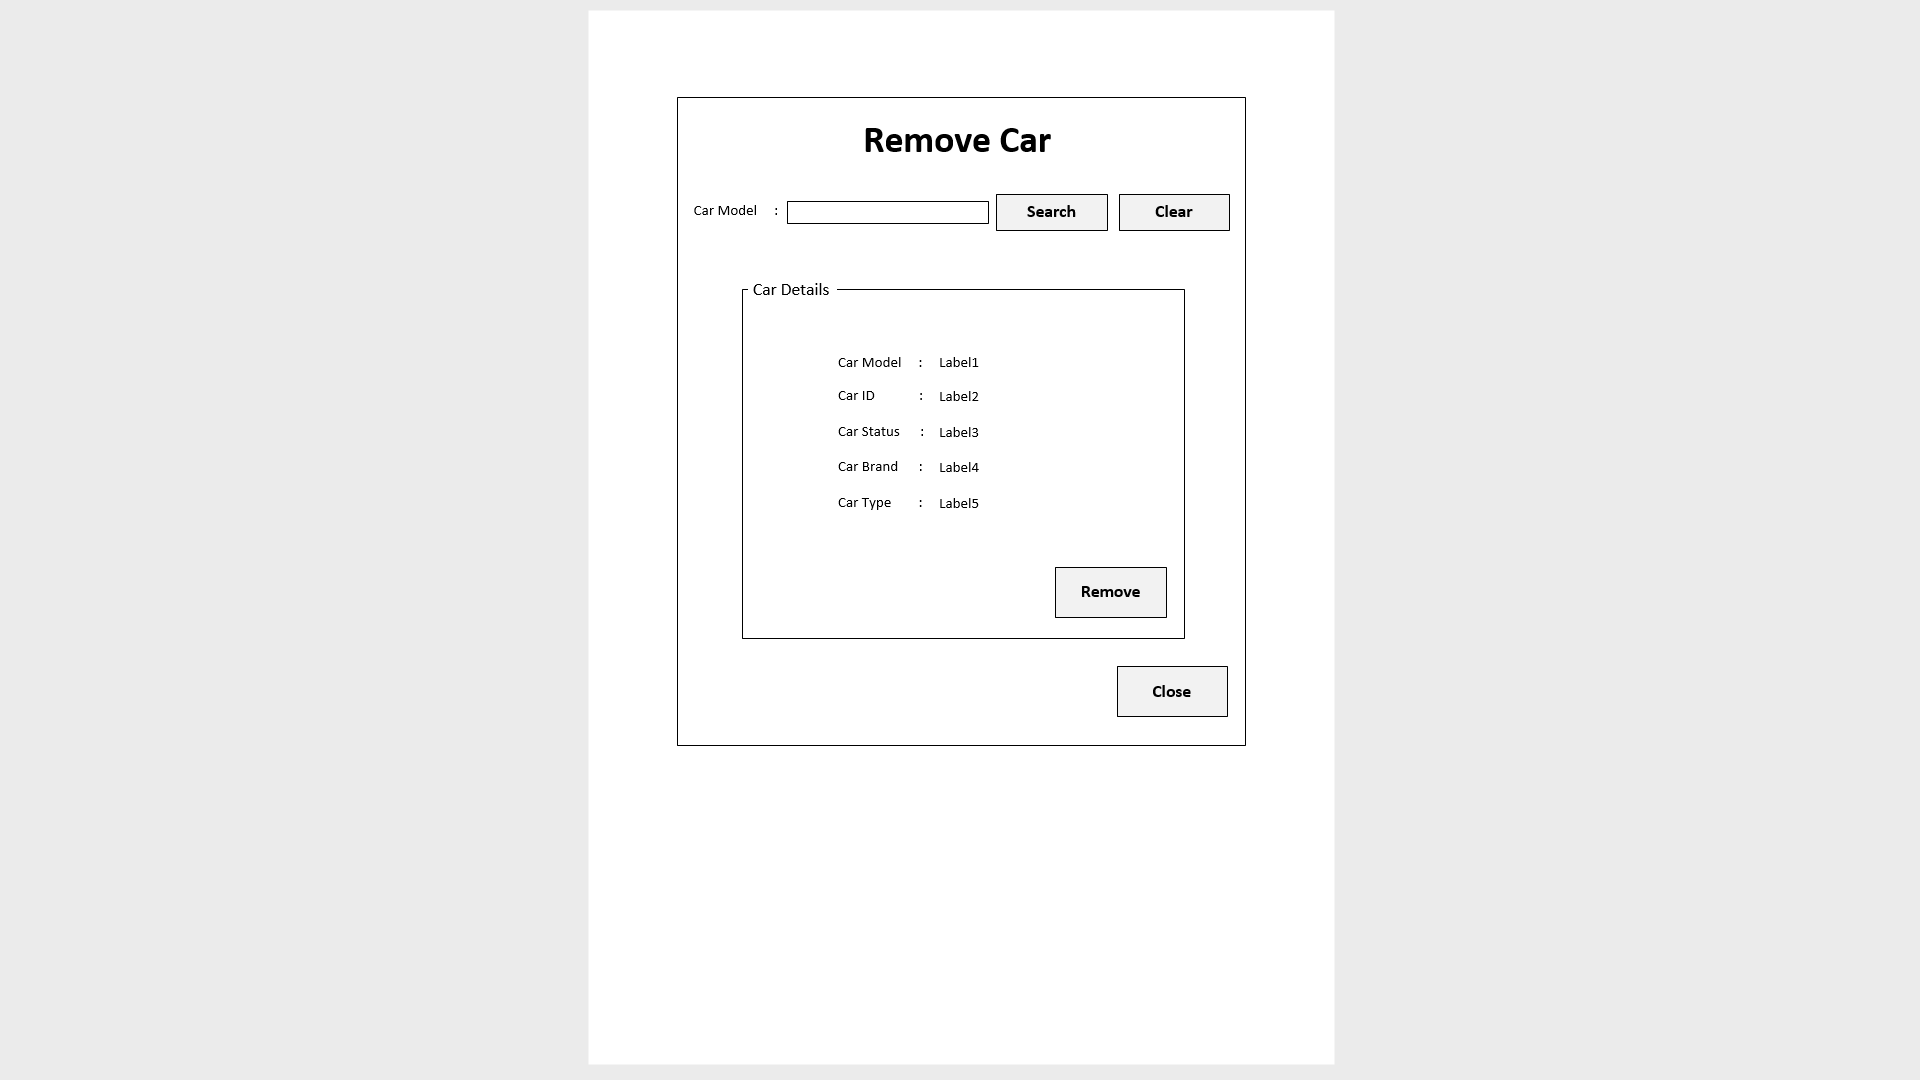 Remove Car
Car Model : Search Clear
Car Details
Car Model : Label1
Car ID : Label2
Car Status : Label3
Car Brand : Label4
Car Type : Label5
Remove
Close